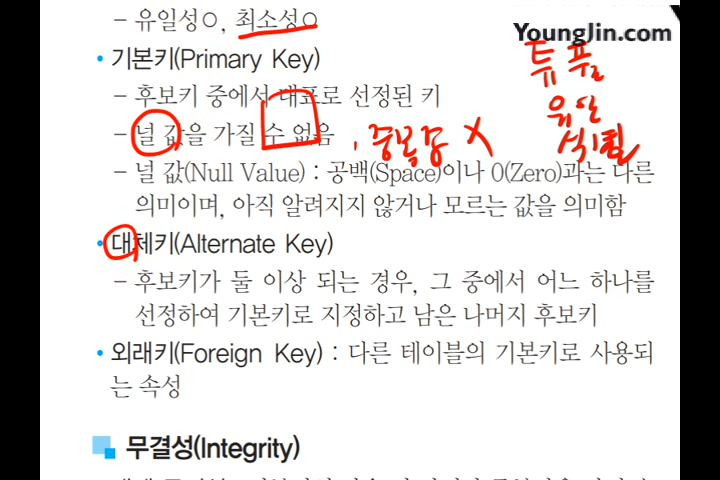 – 유일성○, 최소성○
YoungJin.com
• 기본키(Primary Key)
튜플
– 후보키 중에서 대표로 선정된 키
유일
– 널 값을 가질 수 없음, 중복도 X
식별
– 널 값(Null Value) : 공백(Space)이나 0(Zero)과는 다른
의미이며, 아직 알려지지 않거나 모르는 값을 의미함
• 대체키(Alternate Key)
– 후보키가 둘 이상 되는 경우, 그 중에서 어느 하나를
선정하여 기본키로 지정하고 남은 나머지 후보키
• 외래키(Foreign Key) : 다른 테이블의 기본키로 사용되
는 속성
무결성(Integrity)